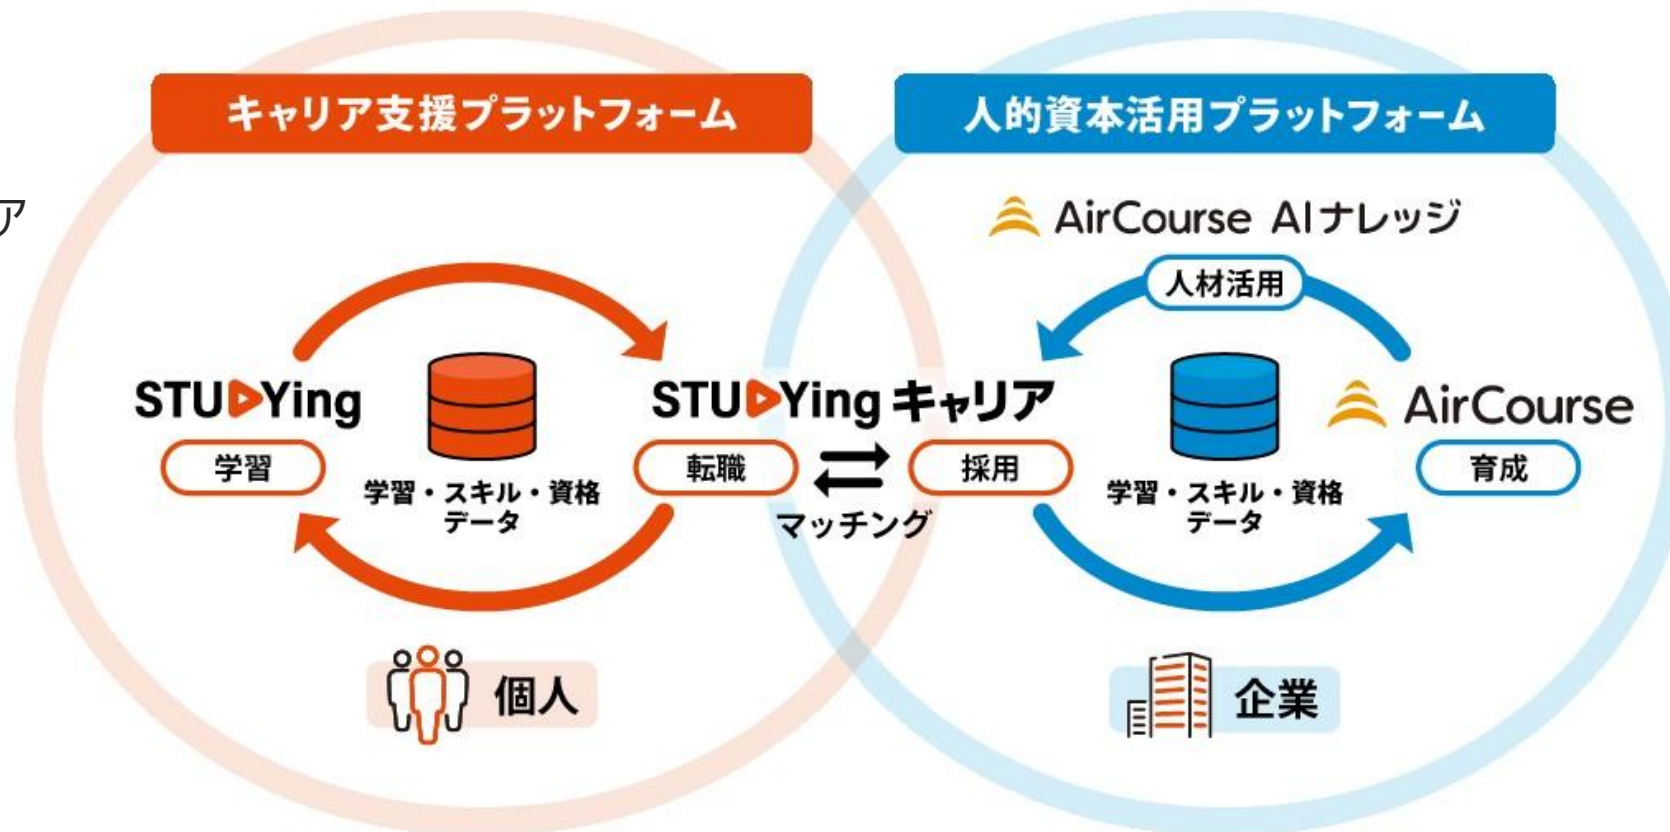 キャリア支援プラットフォーム
人的資本活用プラットフォーム
ア
AirCourse AIナレッジ
人材活用
STUDYing
STUDYing キャリア
AirCourse
学習
転職
採用
育成
学習・スキル・資格
データ
マッチング
学習・スキル・資格
データ
個人
企業